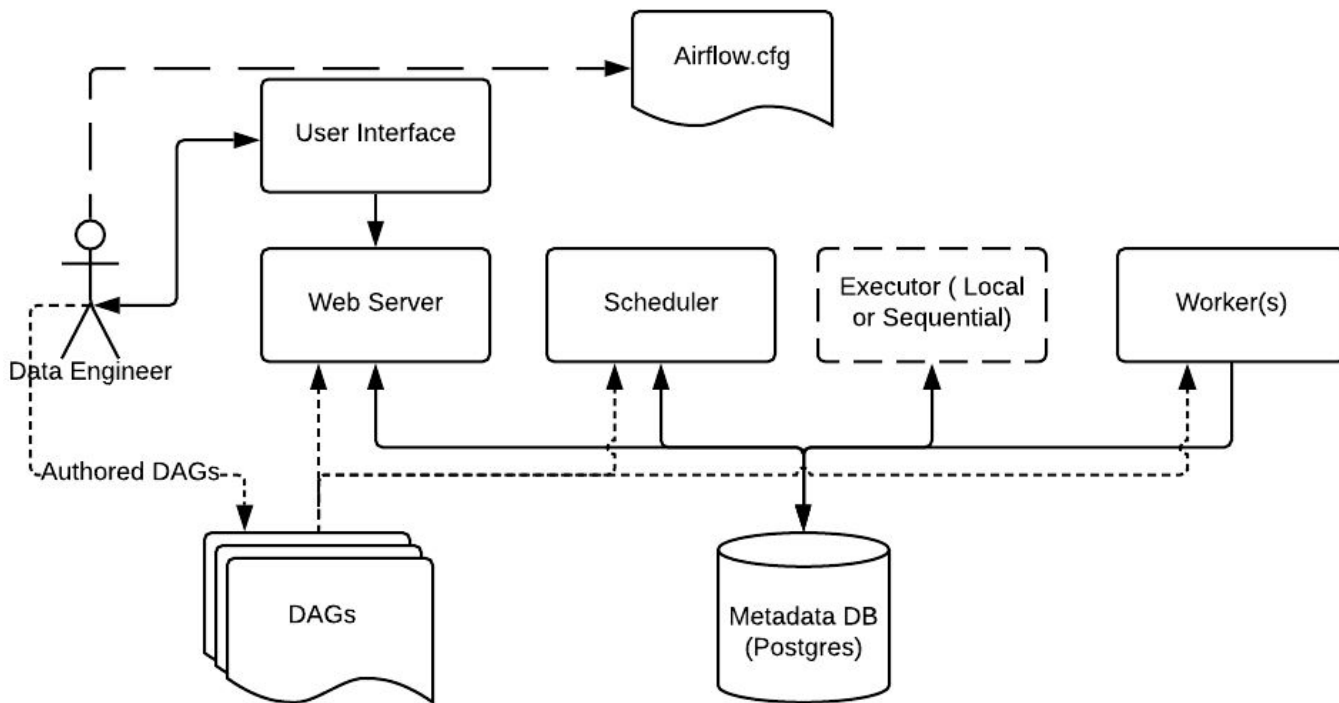 Airflow.cfg
User Interface
Web Server
Scheduler
Executor ( Local
or Sequential)
Worker(s)
Data Engineer
Authored DAGs
DAGs
Metadata DB
(Postgres)